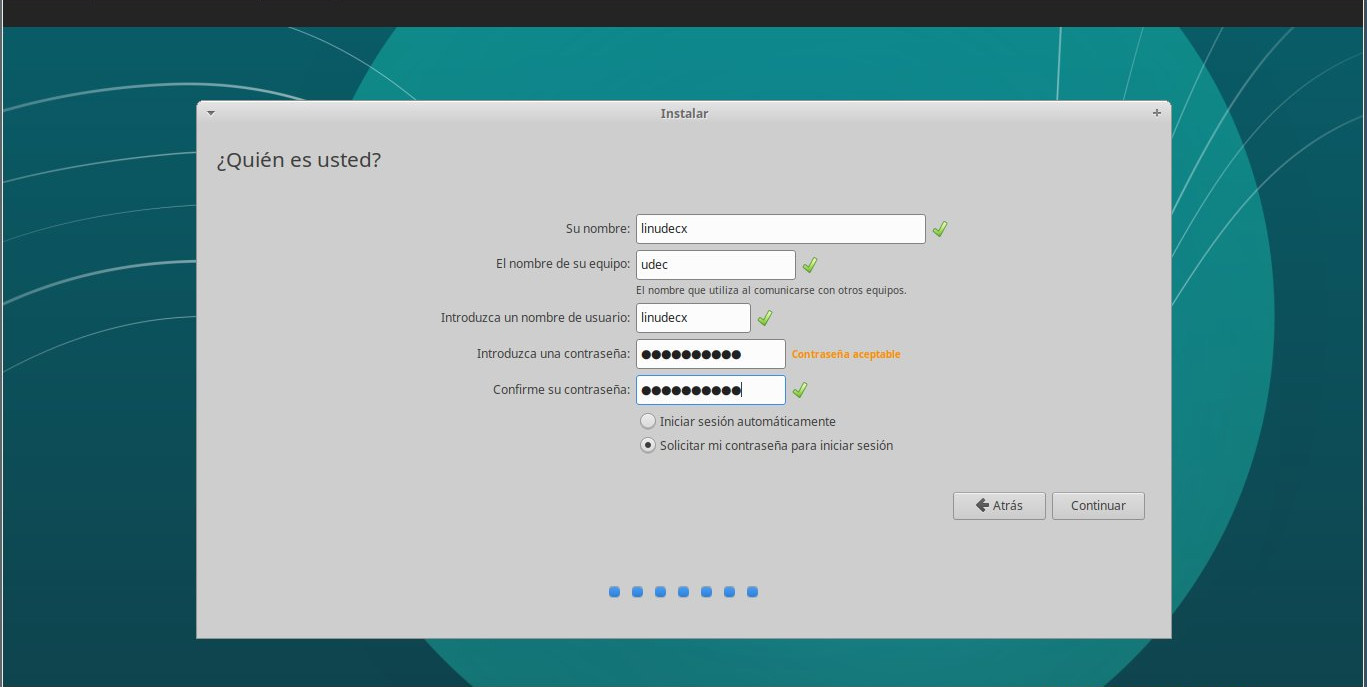 Instalar
¿Quién es usted?
Su nombre: linudecx
El nombre de su equipo: udec
El nombre que utiliza al comunicarse con otros equipos.
Introduzca un nombre de usuario: linudecx
Introduzca una contraseña: ●●●●●●●●●● Contraseña aceptable
Confirme su contraseña: ●●●●●●●●●●
Iniciar sesión automáticamente
Solicitar mi contraseña para iniciar sesión
Atrás Continuar